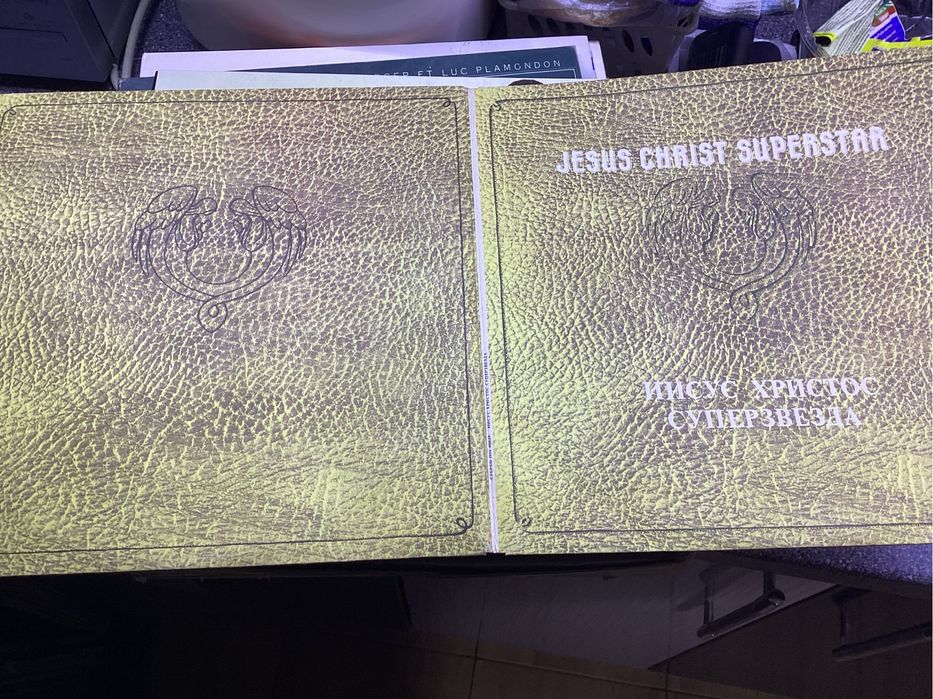 ET LUC PLAMONDON
JESUS CHRIST SUPERSTAR
ИИСУС ХРИСТОС
СУПЕРЗВЕЗДА